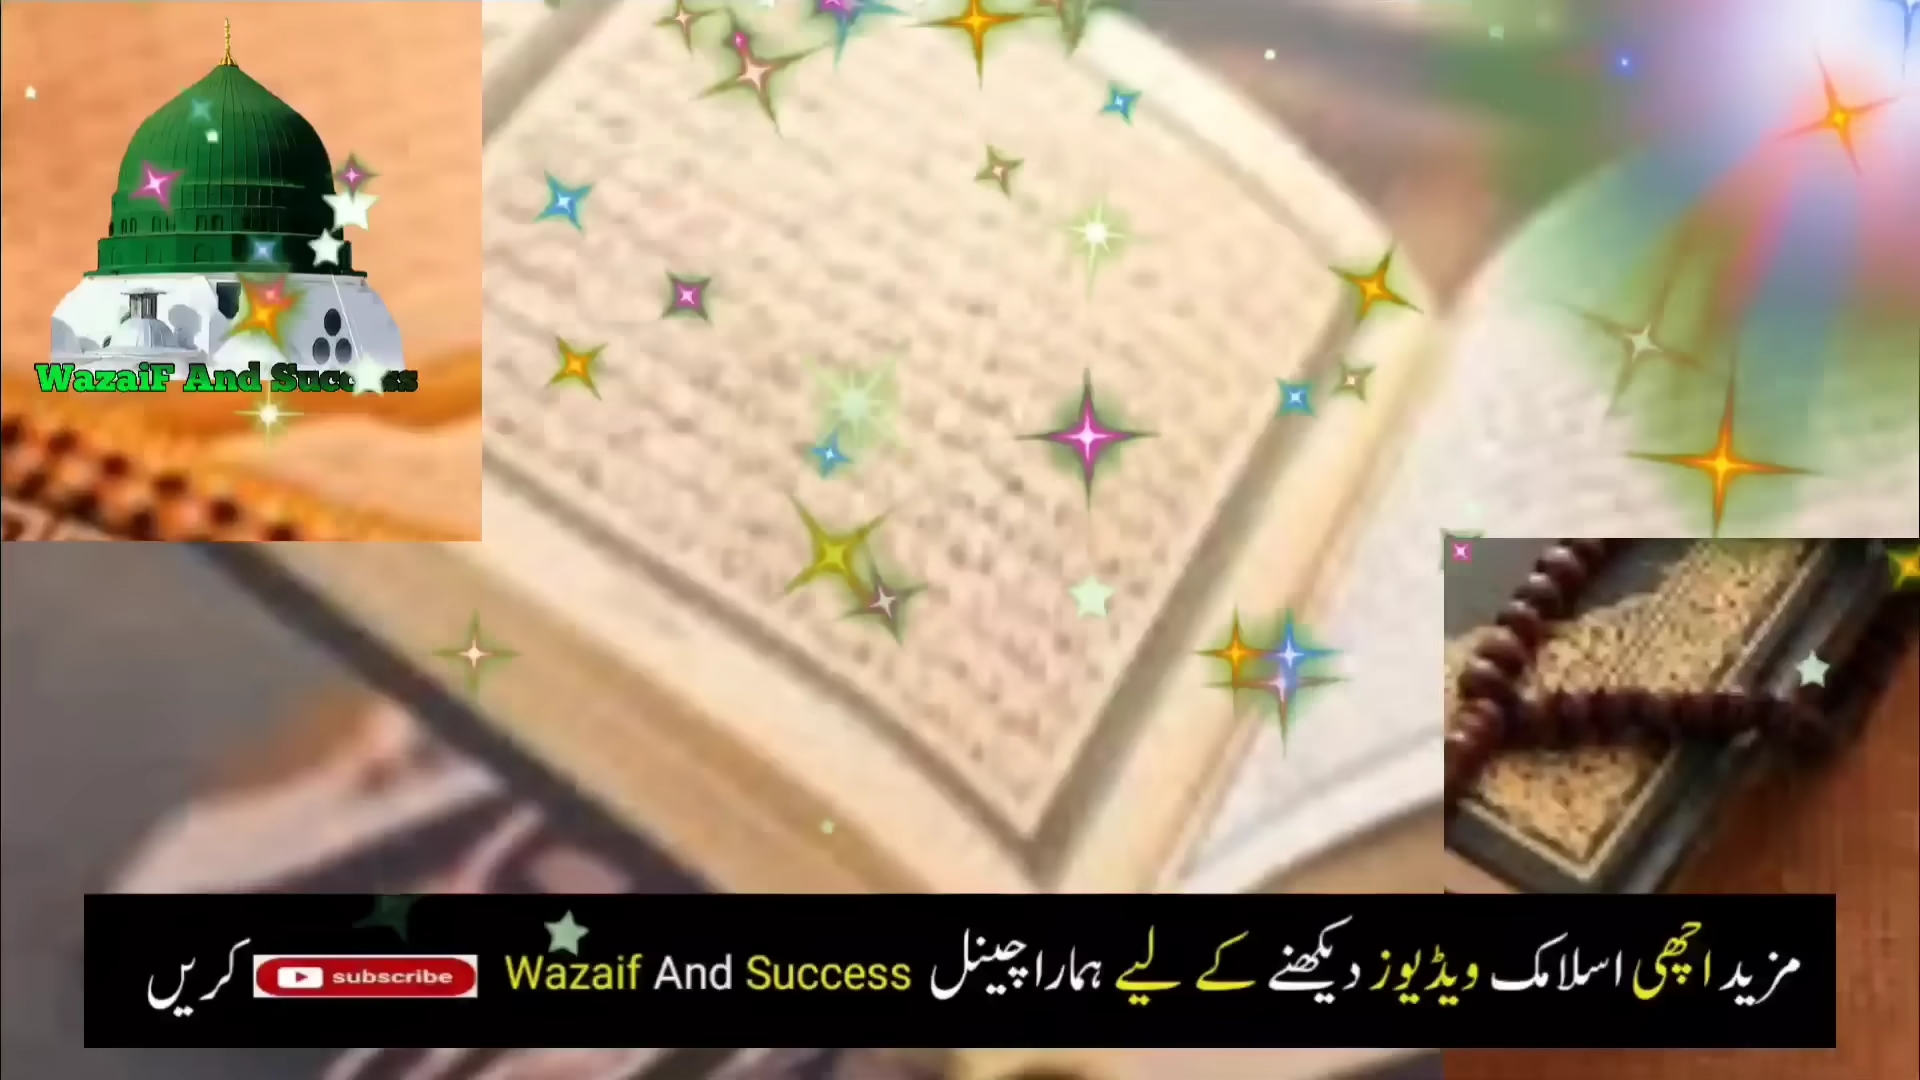 WazaiF And Success
مزید اچھی اسلامک ویڈیوز دیکھنے کے لیے ہمارا چینل Wazaif And Success subscribe کریں